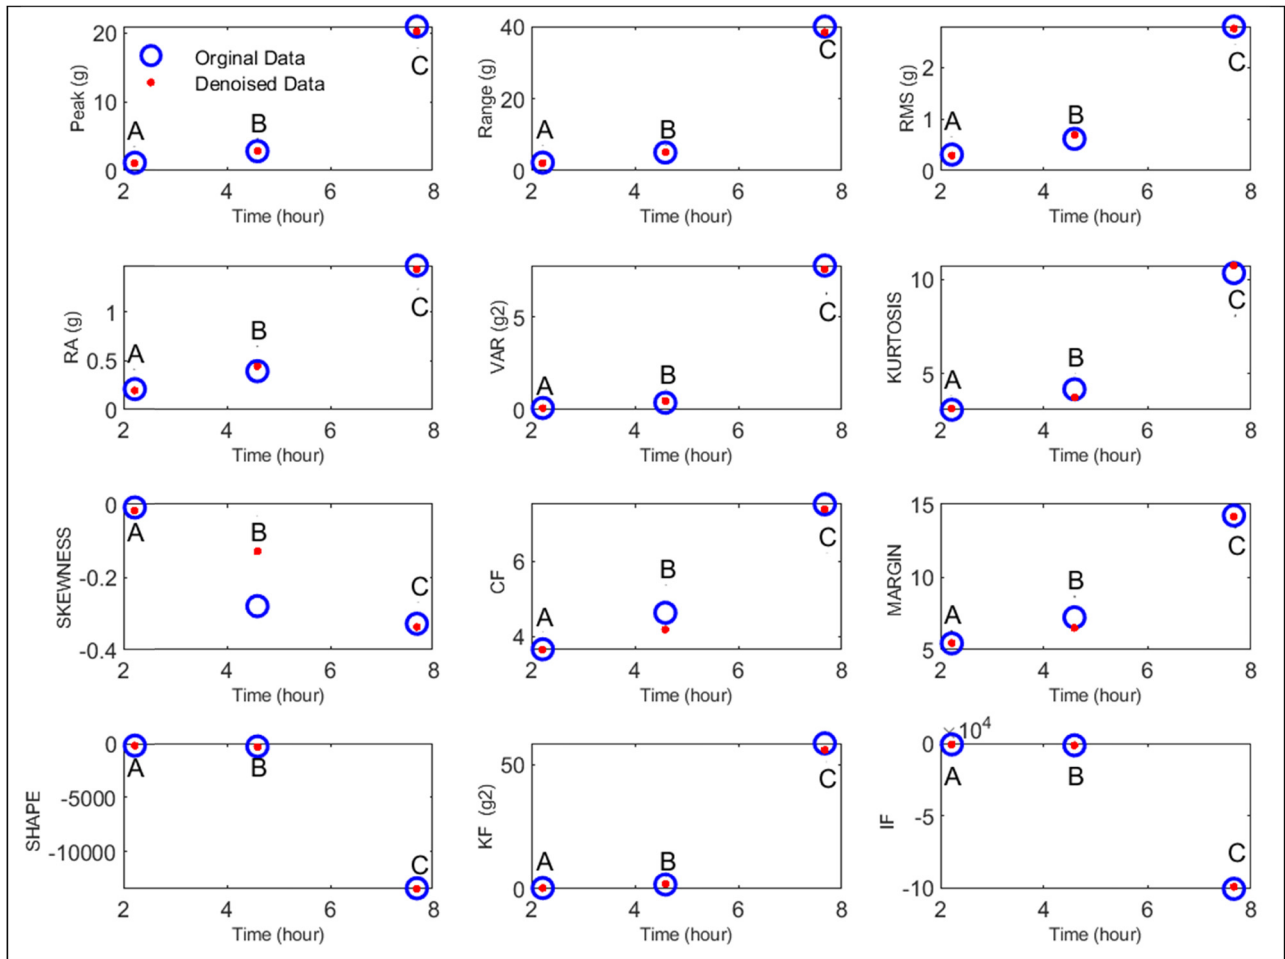 Peak (g)
20
10
0
Orginal Data
Denoised Data
A
B
C
2 4 6 8
Time (hour)
Range (g)
40
20
0
A
B
C
2 4 6 8
Time (hour)
RMS (g)
2
1
0
A
B
C
2 4 6 8
Time (hour)
RA (g)
1
0.5
0
A
B
C
2 4 6 8
Time (hour)
VAR (g2)
5
0
A
B
C
2 4 6 8
Time (hour)
KURTOSIS
10
5
A
B
C
2 4 6 8
Time (hour)
SKEWNESS
0
-0.2
-0.4
A
B
C
2 4 6 8
Time (hour)
CF
6
4
A
B
C
2 4 6 8
Time (hour)
MARGIN
15
10
5
A
B
C
2 4 6 8
Time (hour)
SHAPE
0
-5000
-10000
A
B
C
2 4 6 8
Time (hour)
KF (g2)
50
0
A
B
C
2 4 6 8
Time (hour)
×10^4
IF
0
-5
-10
A
B
C
2 4 6 8
Time (hour)